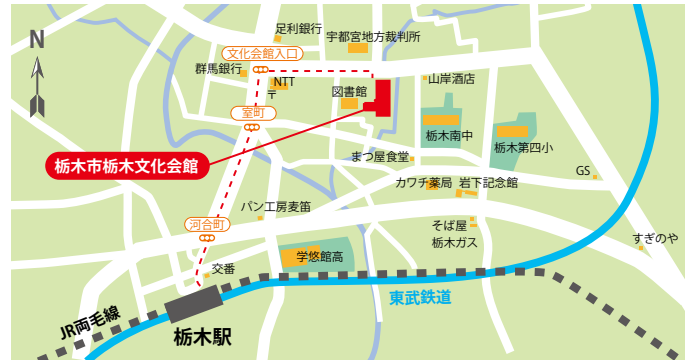 足利銀行
宇都宮地方裁判所
N
文化会館入口
群馬銀行
NTT
〒
図書館
山岸酒店
室町
栃木南中
栃木第四小
栃木市栃木文化会館
まつ屋食堂
GS
カワチ薬局
岩下記念館
パン工房麦笛
河合町
そば屋
栃木ガス
すぎのや
学悠館高
交番
東武鉄道
JR両毛線
栃木駅